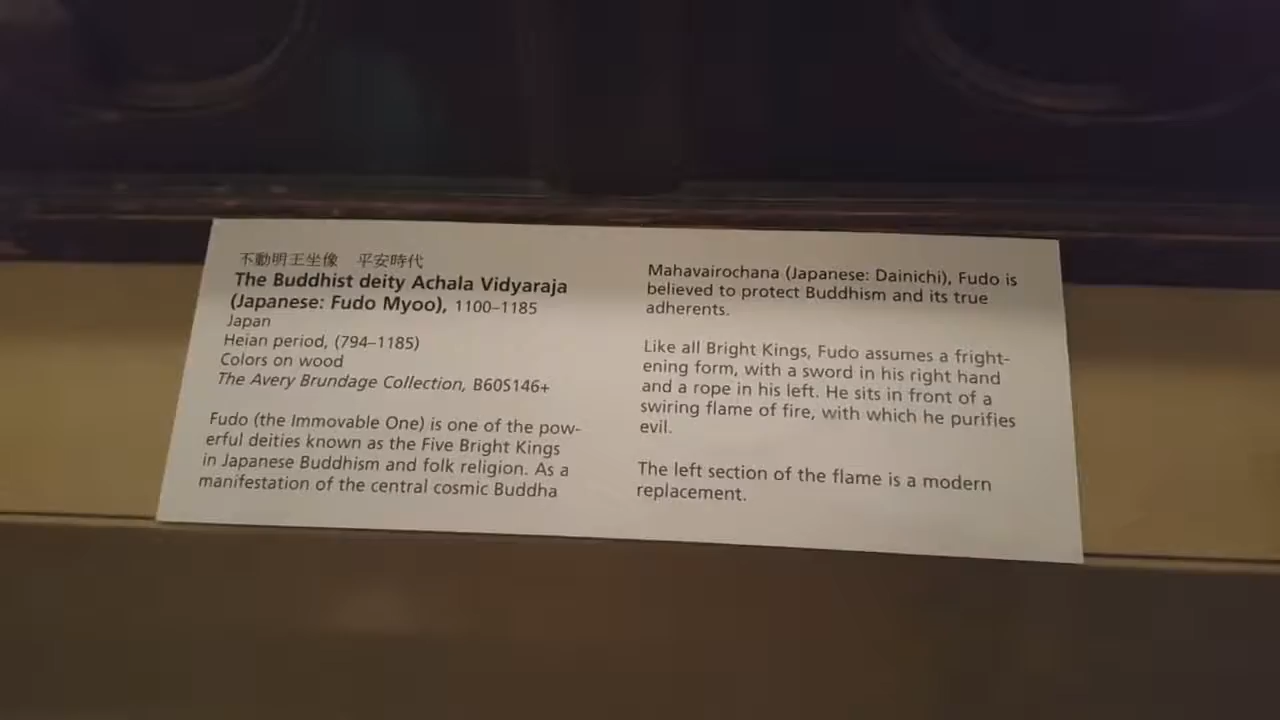 不動明王坐像　平安時代
The Buddhist deity Achala Vidyaraja
(Japanese: Fudo Myoo), 1100–1185
Japan
Heian period, (794–1185)
Colors on wood
The Avery Brundage Collection, B60S146+
Fudo (the Immovable One) is one of the pow-
erful deities known as the Five Bright Kings
in Japanese Buddhism and folk religion. As a
manifestation of the central cosmic Buddha
Mahavairochana (Japanese: Dainichi), Fudo is
believed to protect Buddhism and its true
adherents.
Like all Bright Kings, Fudo assumes a fright-
ening form, with a sword in his right hand
and a rope in his left. He sits in front of a
swiring flame of fire, with which he purifies
evil.
The left section of the flame is a modern
replacement.